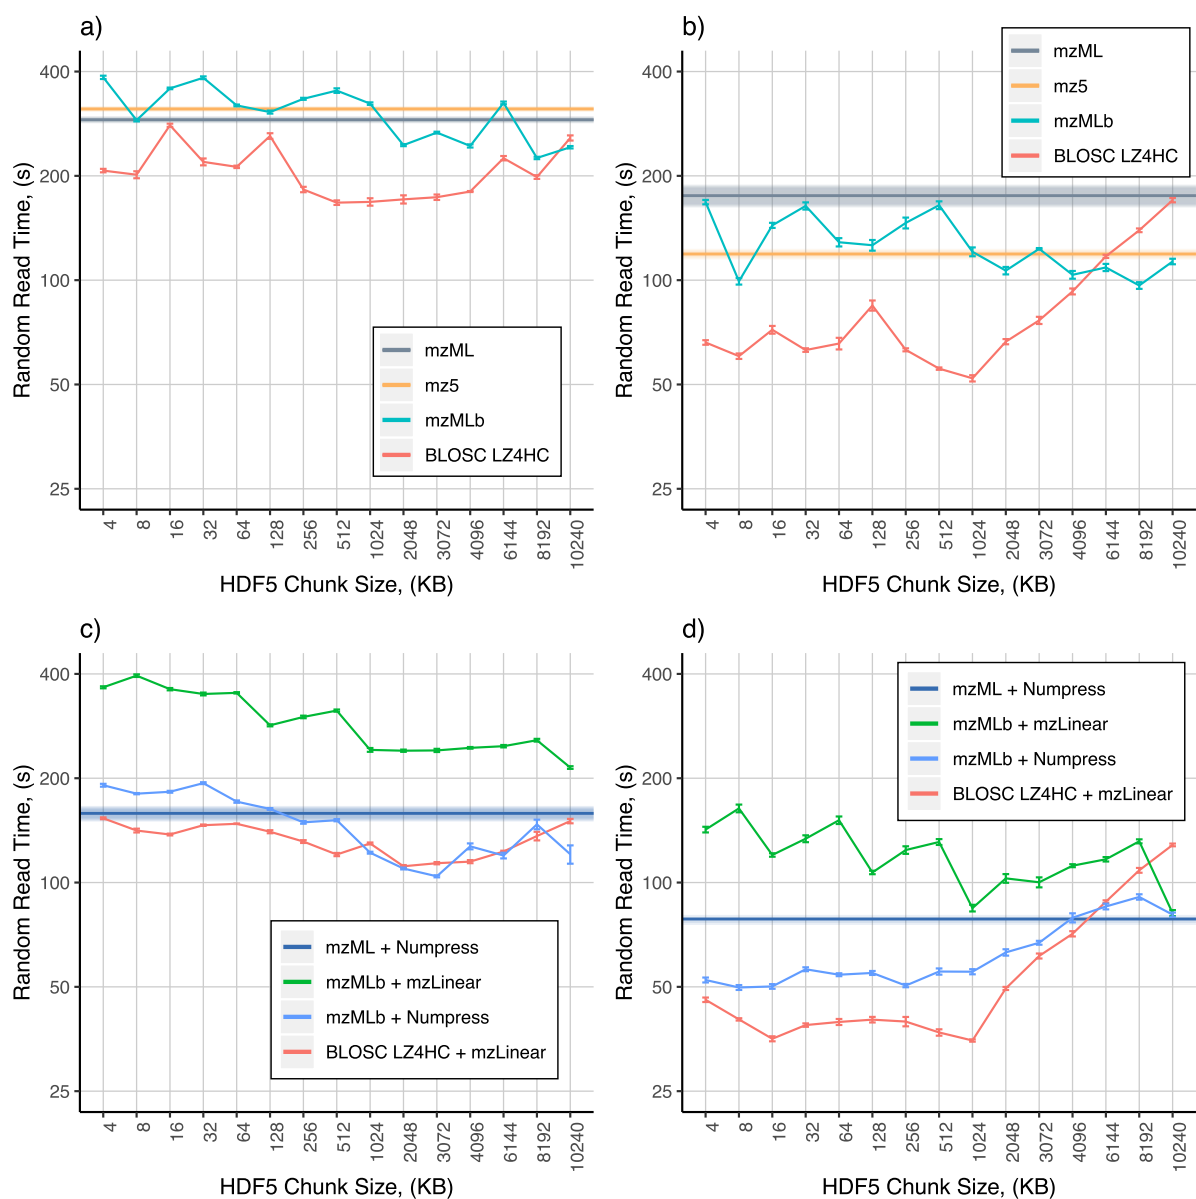 a)
Random Read Time, (s)
400
200
100
50
25
mzML
mz5
mzMLb
BLOSC LZ4HC
4 8 16 32 64 128 256 512 1024 2048 3072 4096 6144 8192 10240
HDF5 Chunk Size, (KB)
b)
Random Read Time, (s)
400
200
100
50
25
mzML
mz5
mzMLb
BLOSC LZ4HC
4 8 16 32 64 128 256 512 1024 2048 3072 4096 6144 8192 10240
HDF5 Chunk Size, (KB)
c)
Random Read Time, (s)
400
200
100
50
25
mzML + Numpress
mzMLb + mzLinear
mzMLb + Numpress
BLOSC LZ4HC + mzLinear
4 8 16 32 64 128 256 512 1024 2048 3072 4096 6144 8192 10240
HDF5 Chunk Size, (KB)
d)
Random Read Time, (s)
400
200
100
50
25
mzML + Numpress
mzMLb + mzLinear
mzMLb + Numpress
BLOSC LZ4HC + mzLinear
4 8 16 32 64 128 256 512 1024 2048 3072 4096 6144 8192 10240
HDF5 Chunk Size, (KB)